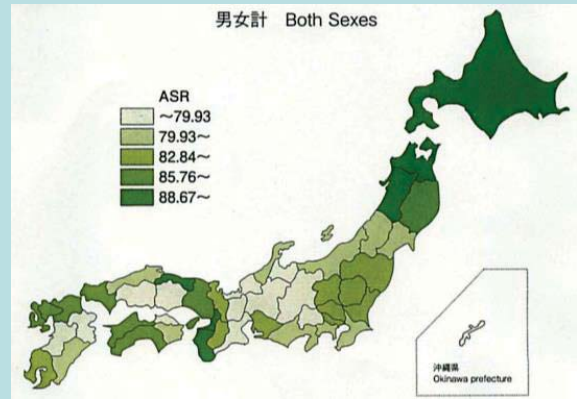 男女計 Both Sexes
ASR
～79.93
79.93～
82.84～
85.76～
88.67～
沖縄県
Okinawa prefecture